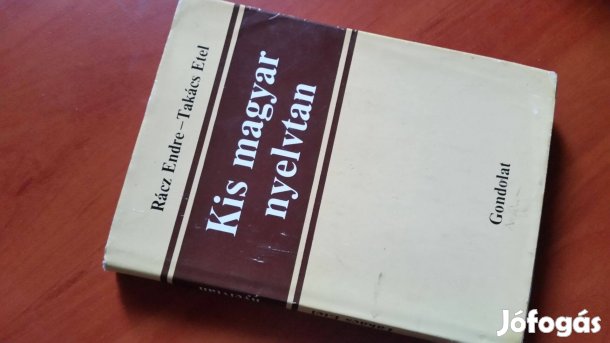 Rácz Endre–Takács Etel
Kis magyar
nyelvtan
Gondolat
Jófogás